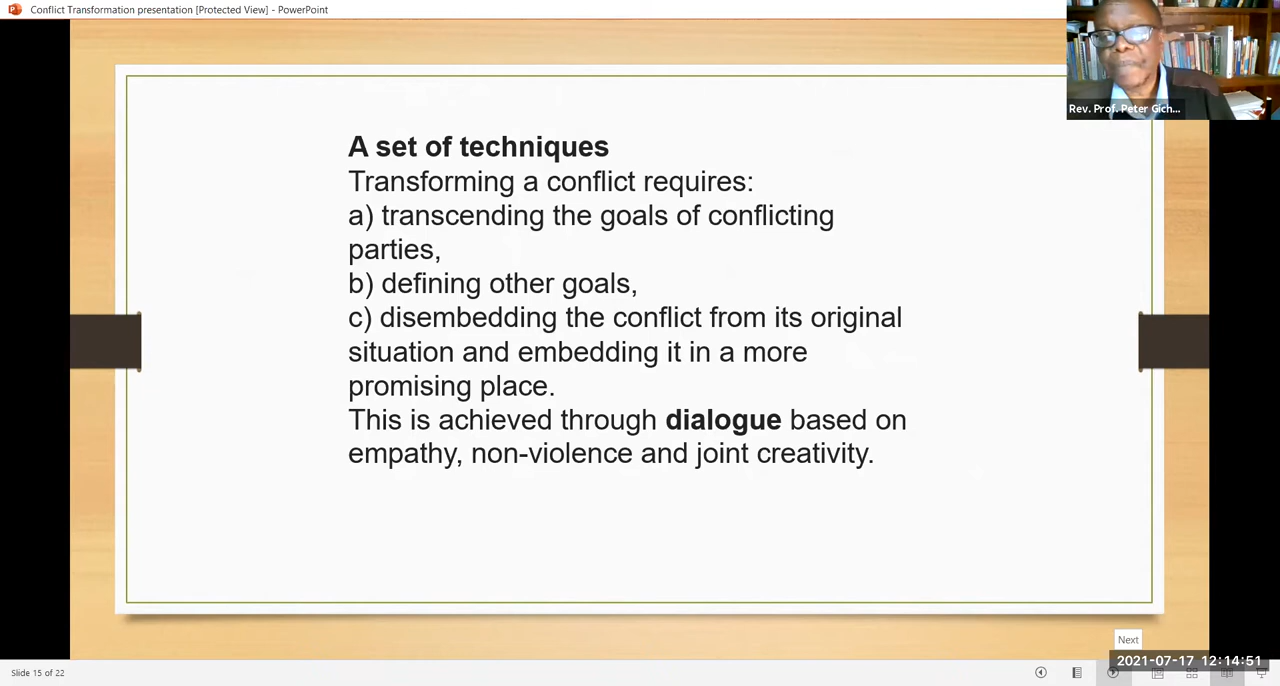 Conflict Transformation presentation [Protected View] - PowerPoint
Rev. Prof. Peter Gich...
A set of techniques
Transforming a conflict requires:
a) transcending the goals of conflicting
parties,
b) defining other goals,
c) disembedding the conflict from its original
situation and embedding it in a more
promising place.
This is achieved through dialogue based on
empathy, non-violence and joint creativity.
Next
2021-07-17 12:14:51
Slide 15 of 22